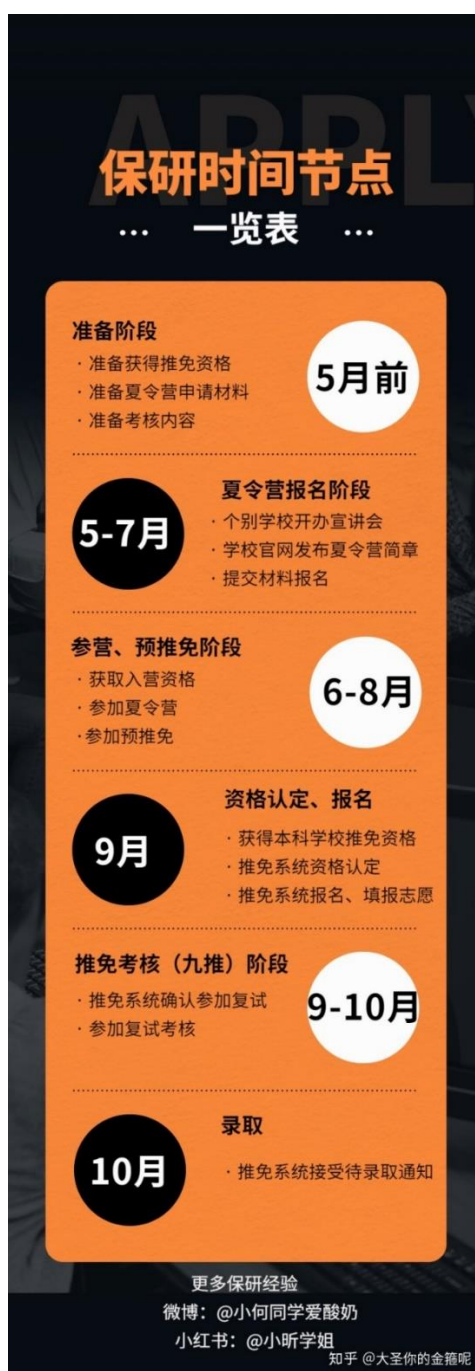 APPLY
保研时间节点
... 一览表 ...
准备阶段
· 准备获得推免资格
· 准备夏令营申请材料
· 准备考核内容
5月前
5-7月
夏令营报名阶段
· 个别学校开办宣讲会
· 学校官网发布夏令营简章
· 提交材料报名
参营、预推免阶段
· 获取入营资格
· 参加夏令营
·参加预推免
6-8月
9月
资格认定、报名
· 获得本科学校推免资格
· 推免系统资格认定
· 推免系统报名、填报志愿
推免考核（九推）阶段
· 推免系统确认参加复试
· 参加复试考核
9-10月
10月
录取
· 推免系统接受待录取通知
更多保研经验
微博：@小何同学爱酸奶
小红书：@小昕学姐
知乎 @大圣你的金箍呢